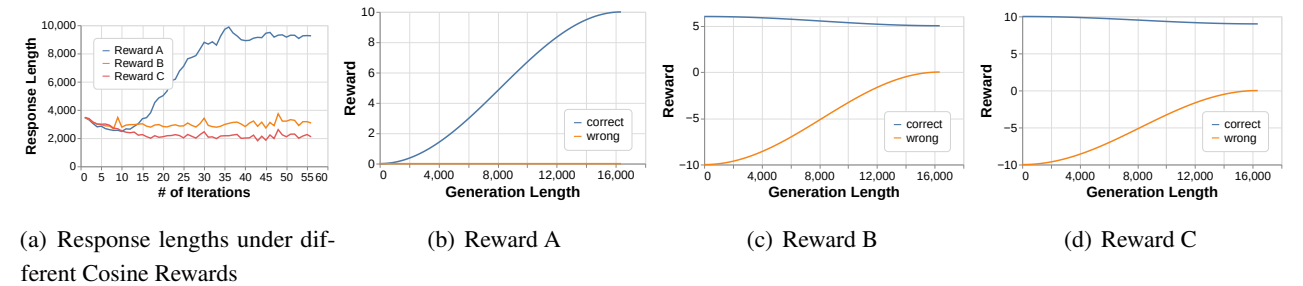 Response Length
10,000
8,000
6,000
4,000
2,000
0
Reward A
Reward B
Reward C
0 5 10 15 20 25 30 35 40 45 50 55 60
# of Iterations
(a) Response lengths under dif-
ferent Cosine Rewards
Reward
10
8
6
4
2
0
correct
wrong
0 4,000 8,000 12,000 16,000
Generation Length
(b) Reward A
Reward
5
0
−5
−10
correct
wrong
0 4,000 8,000 12,000 16,000
Generation Length
(c) Reward B
Reward
10
5
0
−5
−10
correct
wrong
0 4,000 8,000 12,000 16,000
Generation Length
(d) Reward C